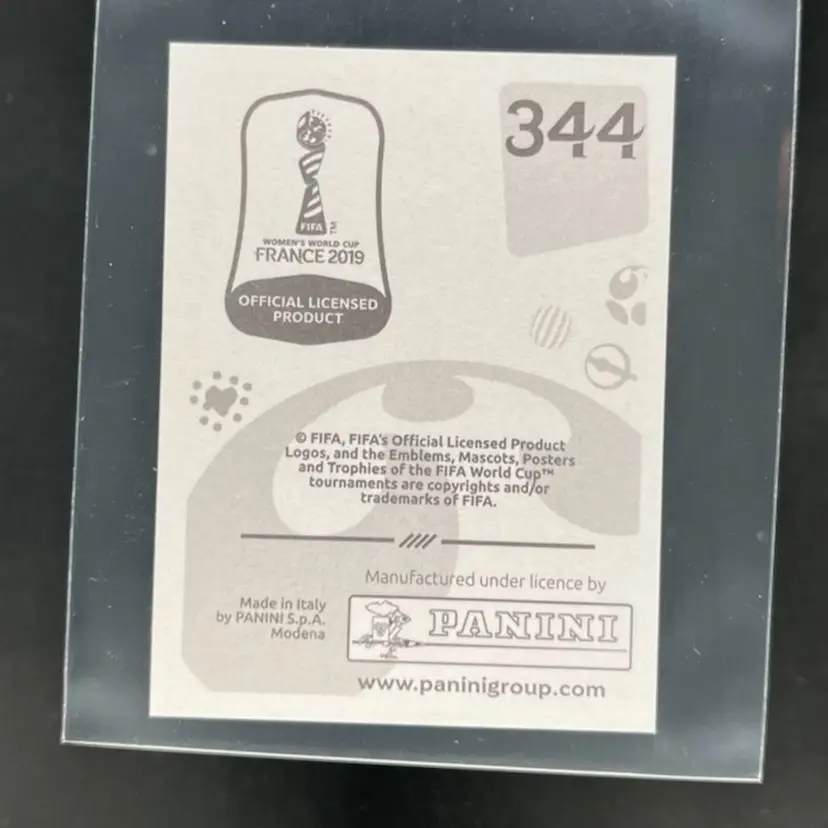 344
FIFA
TM
WOMEN'S WORLD CUP
FRANCE 2019
OFFICIAL LICENSED
PRODUCT
© FIFA, FIFA's Official Licensed Product
Logos, and the Emblems, Mascots, Posters
and Trophies of the FIFA World Cup™
tournaments are copyrights and/or
trademarks of FIFA.
Manufactured under licence by
Made in Italy
by PANINI S.p.A.
Modena
PANINI
www.paninigroup.com